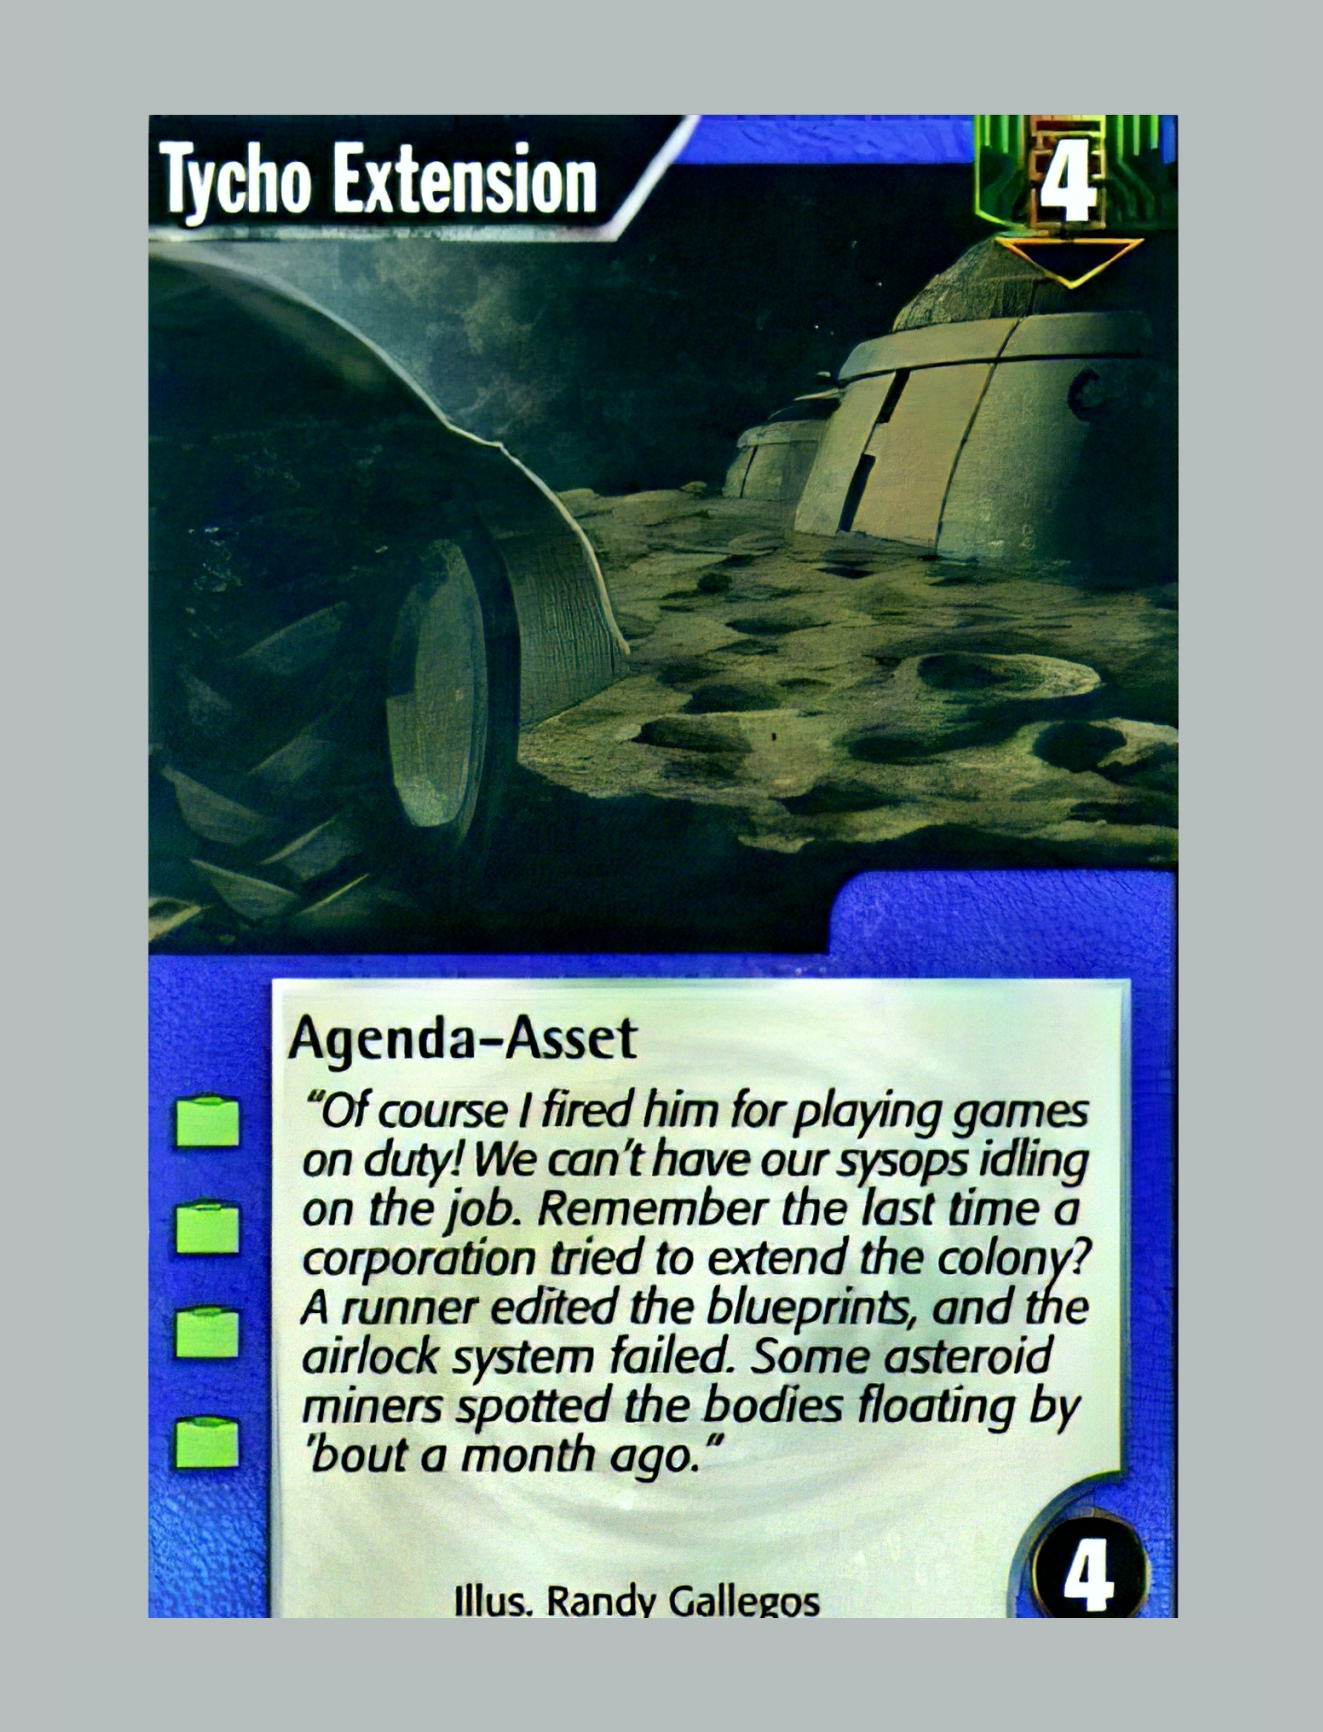 Tycho Extension
4
Agenda-Asset
"Of course I fired him for playing games
on duty! We can't have our sysops idling
on the job. Remember the last time a
corporation tried to extend the colony?
A runner edited the blueprints, and the
airlock system failed. Some asteroid
miners spotted the bodies floating by
'bout a month ago."
4
Illus. Randy Gallegos